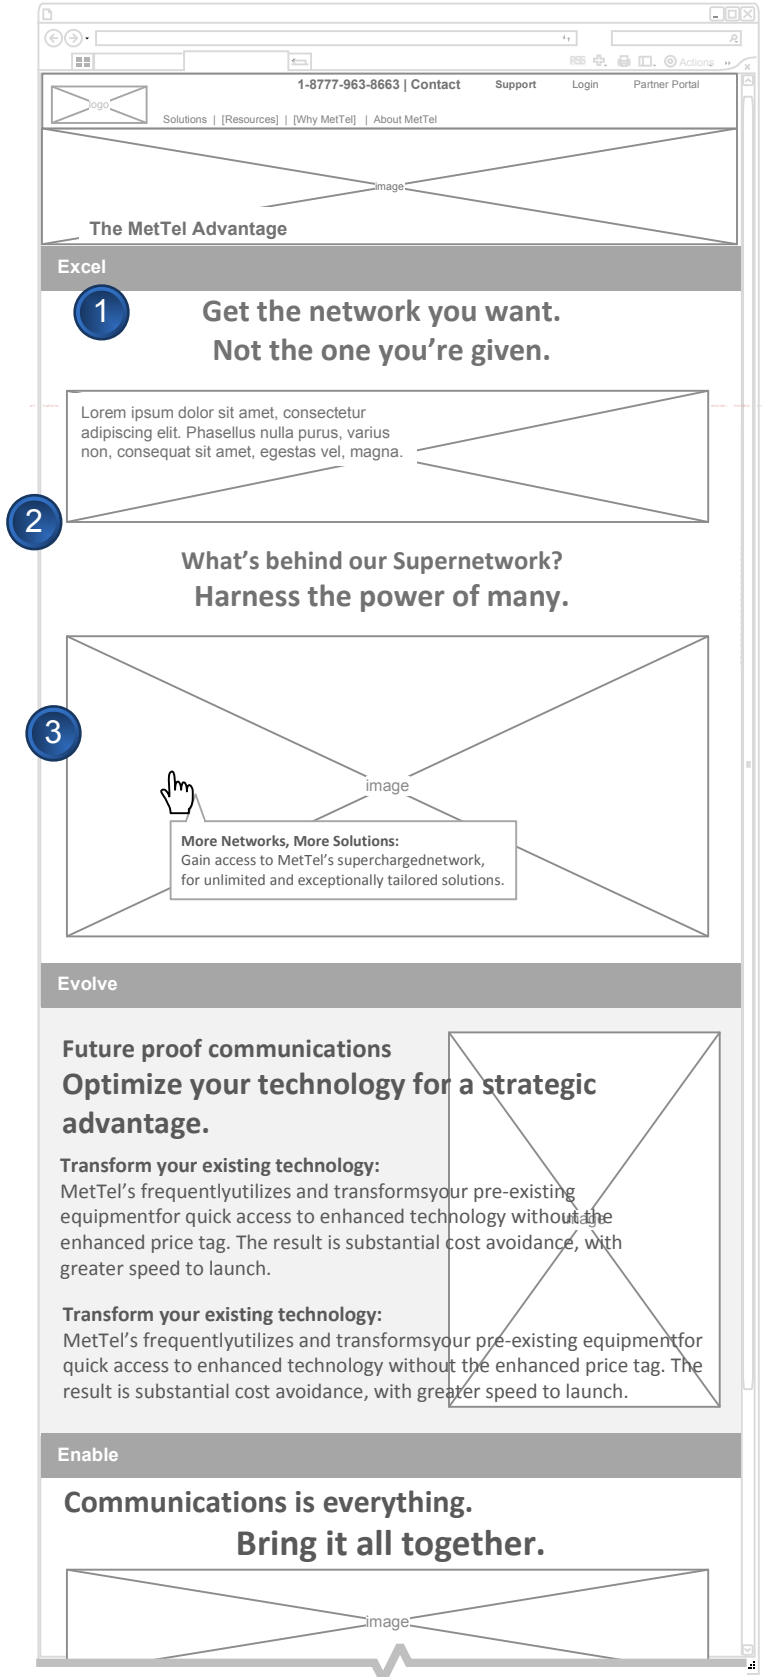 RSS Actions
1-8777-963-8663 | Contact Support Login Partner Portal
logo
Solutions | [Resources] | [Why MetTel] | About MetTel
image
The MetTel Advantage
Excel
1
Get the network you want.
Not the one you're given.
Lorem ipsum dolor sit amet, consectetur
adipiscing elit. Phasellus nulla purus, varius
non, consequat sit amet, egestas vel, magna.
2
What's behind our Supernetwork?
Harness the power of many.
3
image
More Networks, More Solutions:
Gain access to MetTel's superchargednetwork,
for unlimited and exceptionally tailored solutions.
Evolve
Future proof communications
Optimize your technology for a strategic
advantage.
Transform your existing technology:
MetTel's frequentlyutilizes and transformsyour pre-existing
equipmentfor quick access to enhanced technology without the
image
enhanced price tag. The result is substantial cost avoidance, with
greater speed to launch.
Transform your existing technology:
MetTel's frequentlyutilizes and transformsyour pre-existing equipmentfor
quick access to enhanced technology without the enhanced price tag. The
result is substantial cost avoidance, with greater speed to launch.
Enable
Communications is everything.
Bring it all together.
image